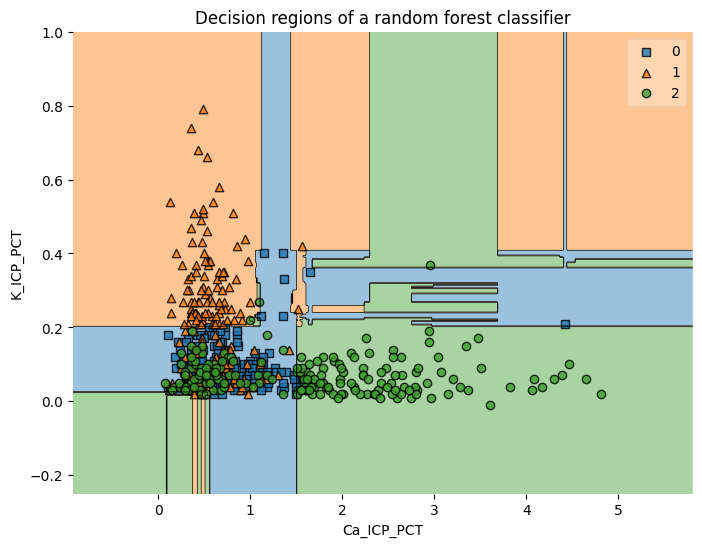 Decision regions of a random forest classifier
1.0
0.8
0.6
0.4
0.2
0.0
−0.2
K_ICP_PCT
0
1
2
0 1 2 3 4 5
Ca_ICP_PCT